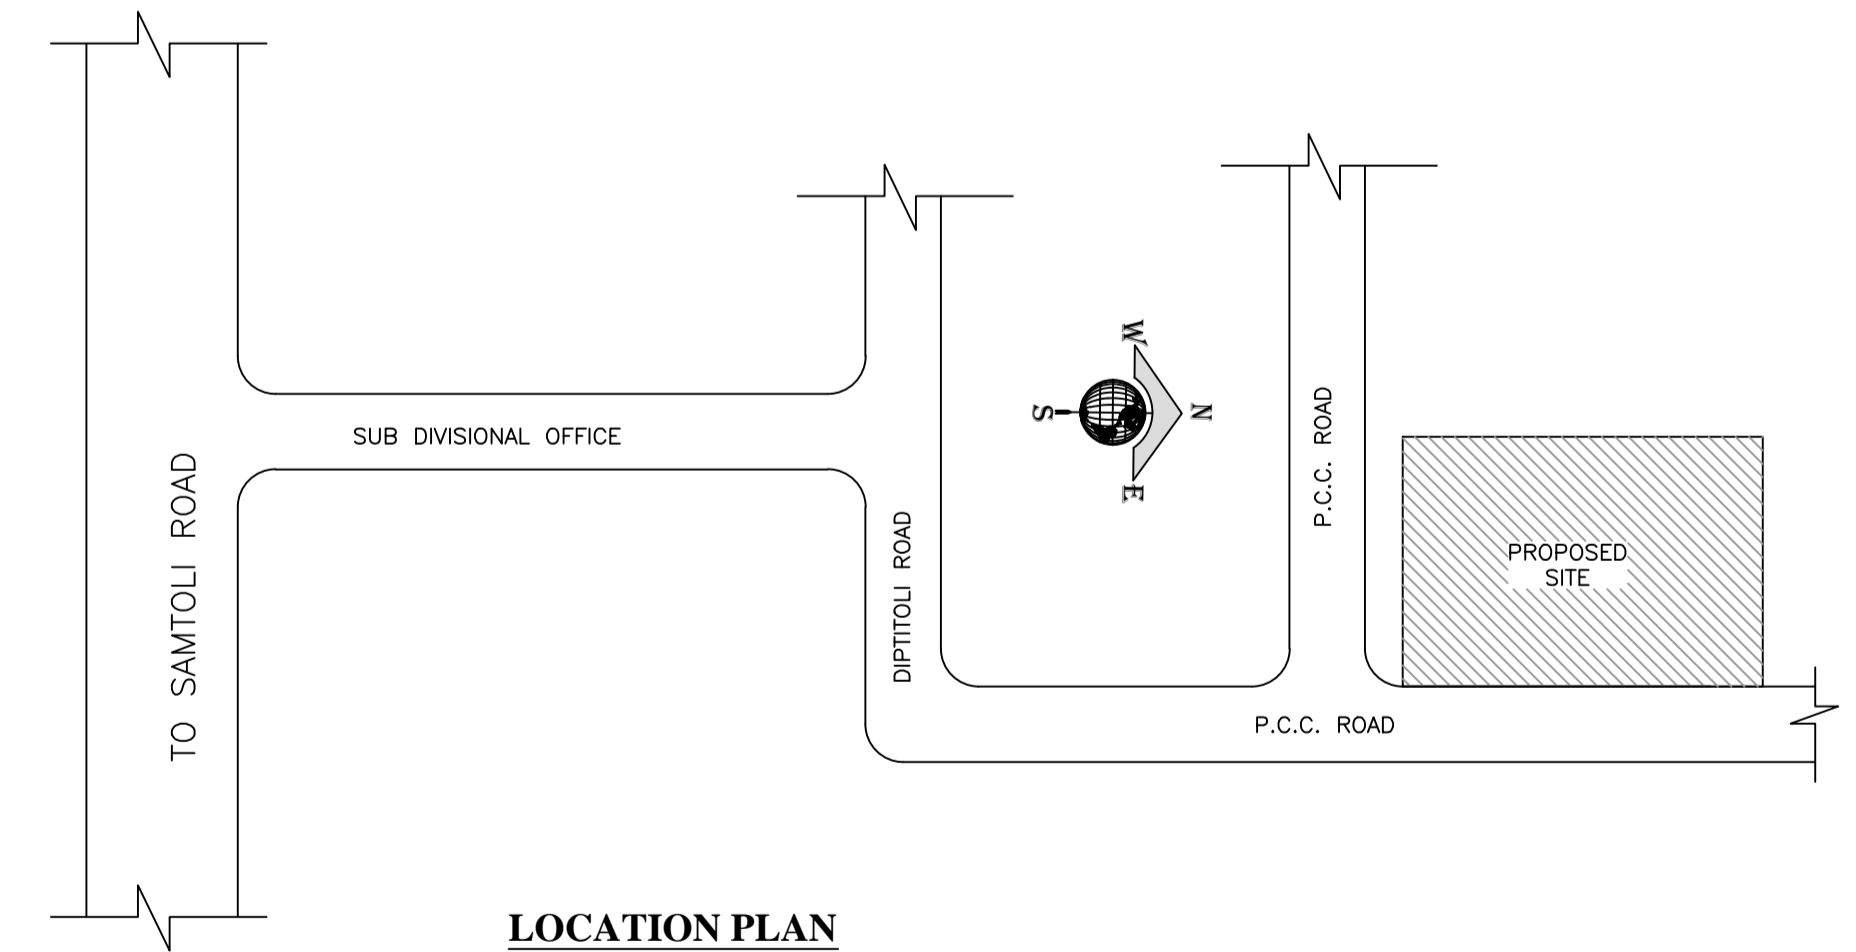 W
N
S
E
SUB DIVISIONAL OFFICE
TO SAMTOLI ROAD
DIPTITOLI ROAD
P.C.C. ROAD
PROPOSED
SITE
P.C.C. ROAD
LOCATION PLAN